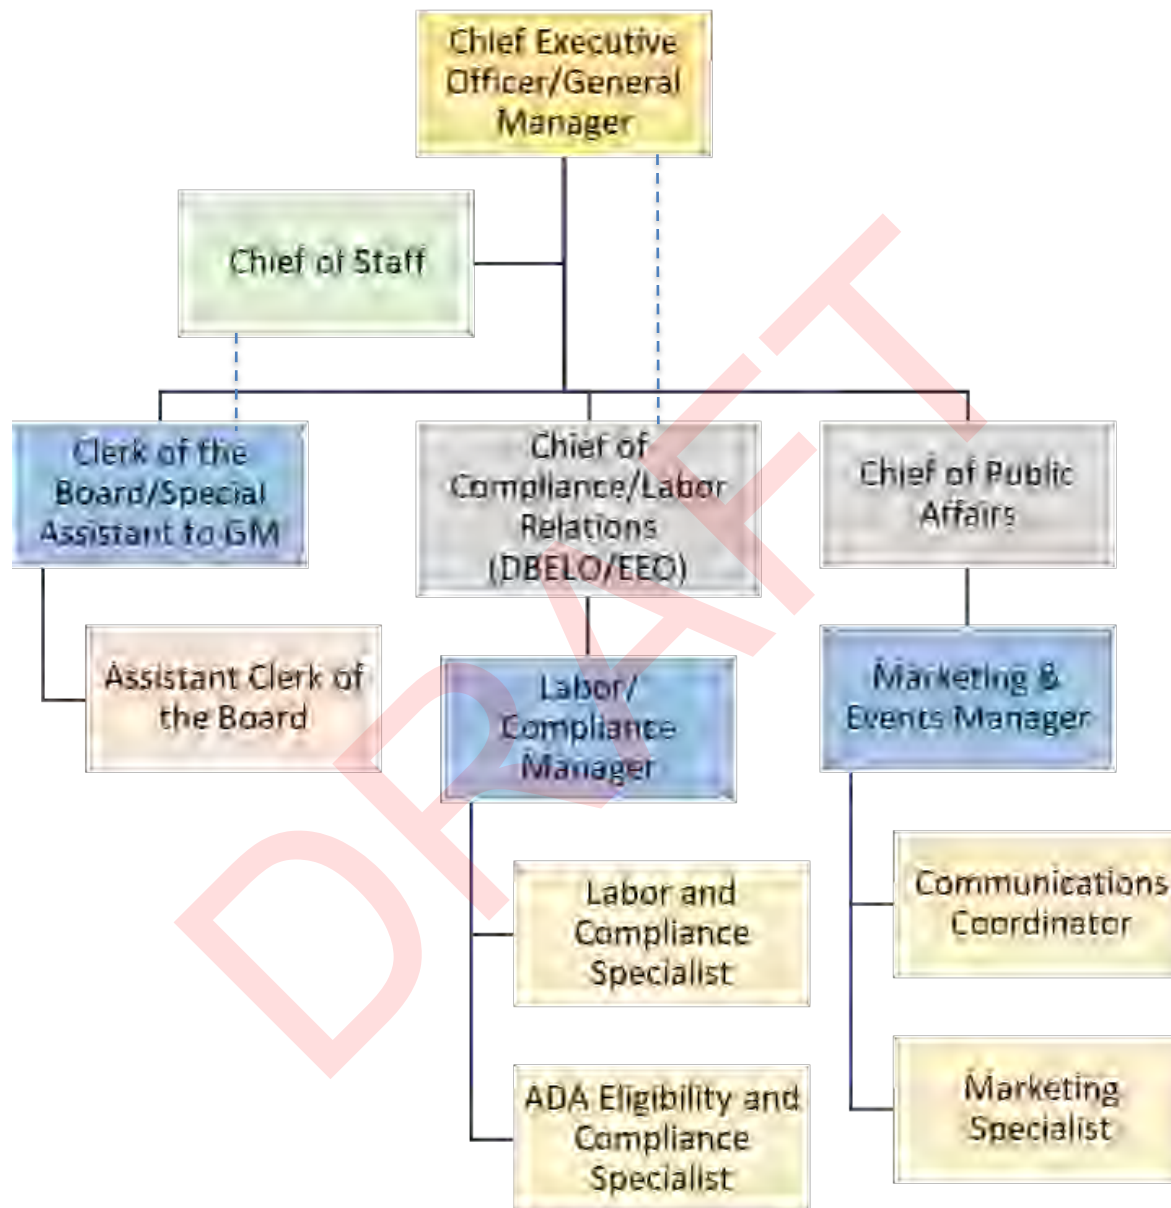 Chief Executive
Officer/General
Manager
Chief of Staff
Clerk of the
Board/Special
Assistant to GM
Chief of
Compliance/Labor
Relations
(DBELO/EEO)
Chief of Public
Affairs
Assistant Clerk of
the Board
Labor/
Compliance
Manager
Marketing &
Events Manager
Labor and
Compliance
Specialist
Communications
Coordinator
ADA Eligibility and
Compliance
Specialist
Marketing
Specialist
DRAFT